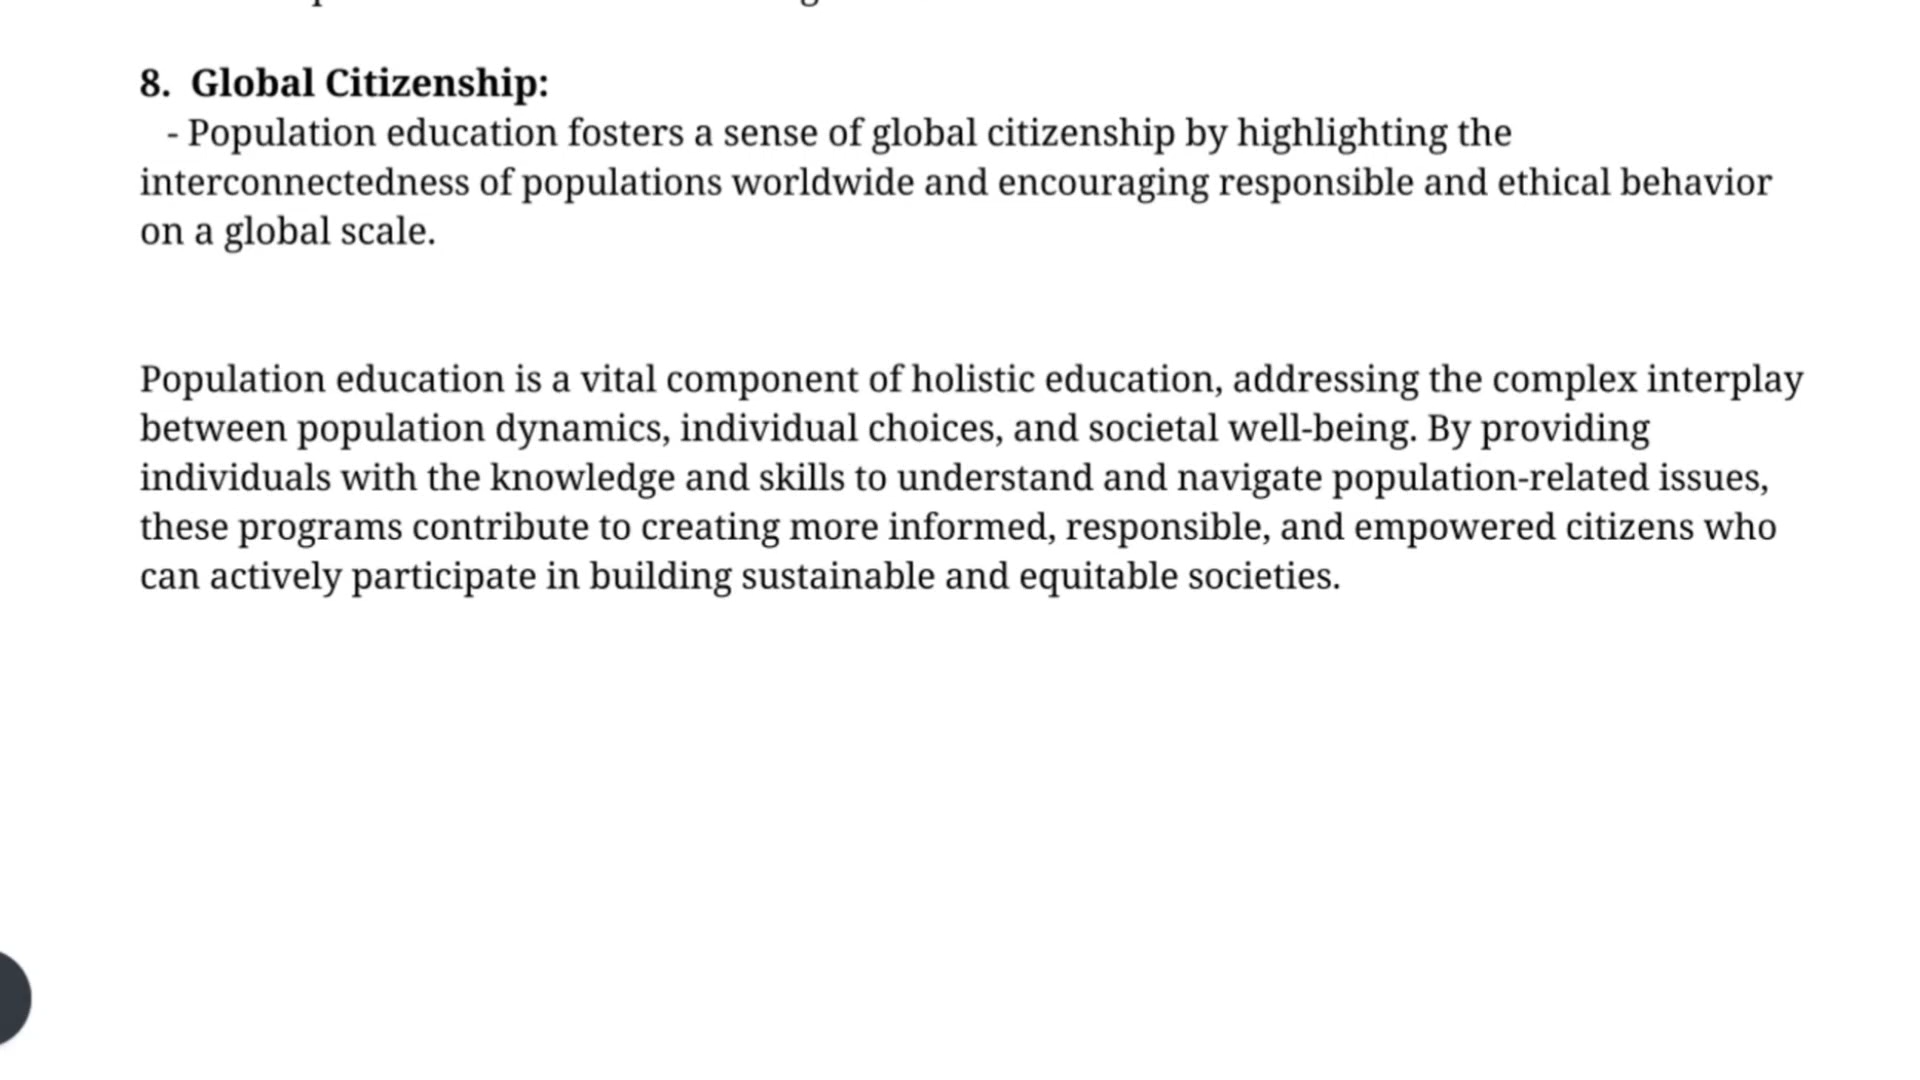 8. Global Citizenship:
- Population education fosters a sense of global citizenship by highlighting the
interconnectedness of populations worldwide and encouraging responsible and ethical behavior
on a global scale.
Population education is a vital component of holistic education, addressing the complex interplay
between population dynamics, individual choices, and societal well-being. By providing
individuals with the knowledge and skills to understand and navigate population-related issues,
these programs contribute to creating more informed, responsible, and empowered citizens who
can actively participate in building sustainable and equitable societies.